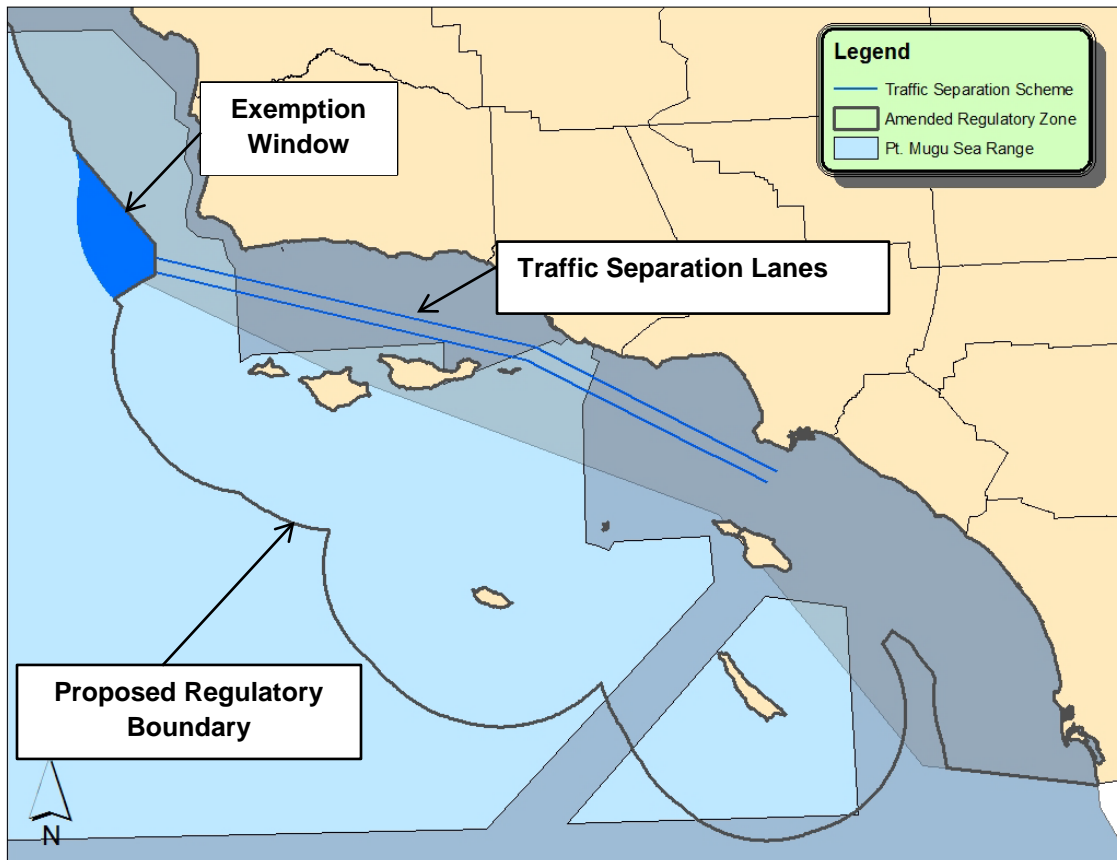 Legend
Traffic Separation Scheme
Amended Regulatory Zone
Pt. Mugu Sea Range
Exemption
Window
Traffic Separation Lanes
Proposed Regulatory
Boundary
N